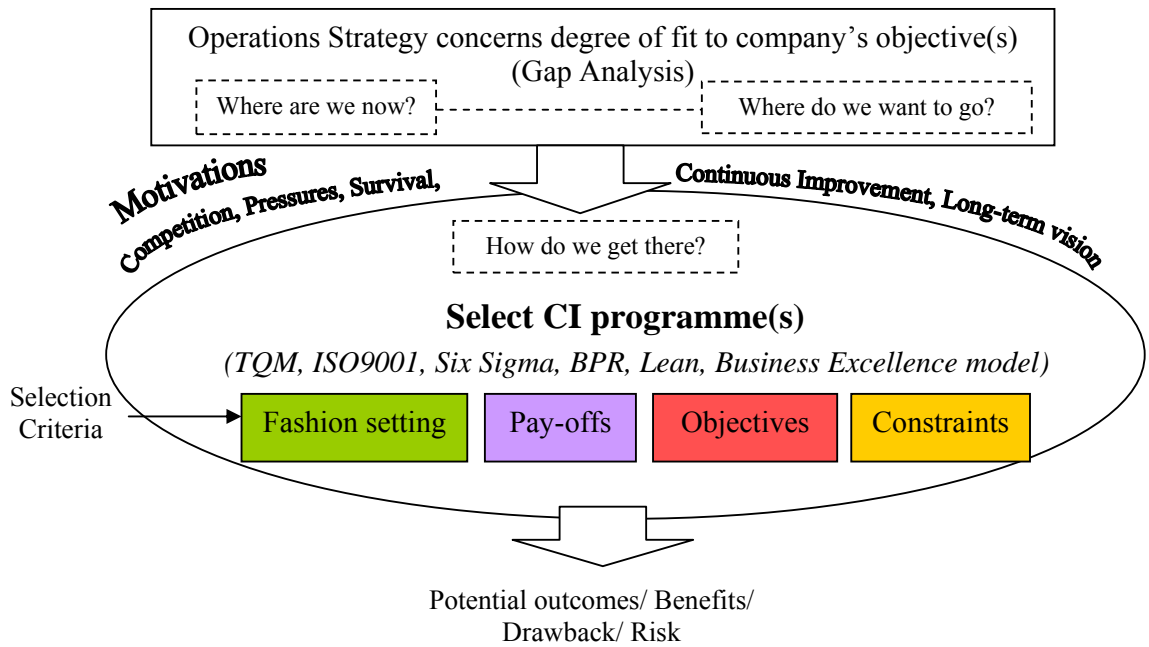 Operations Strategy concerns degree of fit to company’s objective(s)
(Gap Analysis)
Where are we now?
Where do we want to go?
Motivations
Competition, Pressures, Survival,
Continuous Improvement, Long-term vision
How do we get there?
Select CI programme(s)
(TQM, ISO9001, Six Sigma, BPR, Lean, Business Excellence model)
Selection
Criteria
Fashion setting
Pay-offs
Objectives
Constraints
Potential outcomes/ Benefits/
Drawback/ Risk